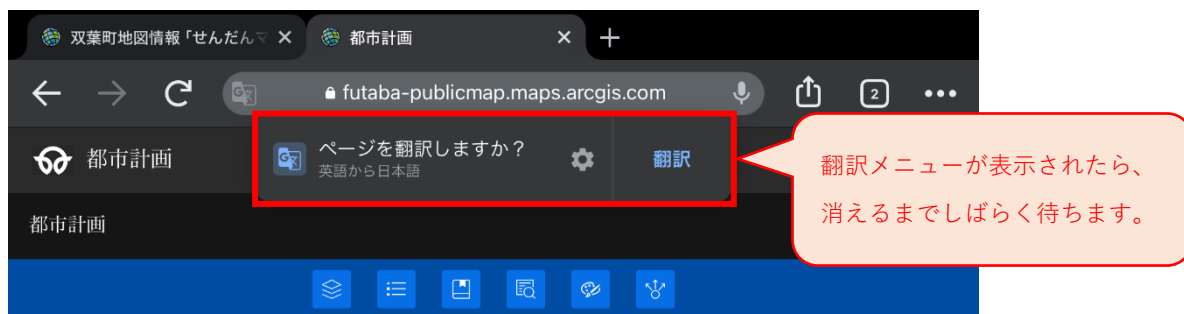 双葉町地図情報「せんだんマ
都市計画
futaba-publicmap.maps.arcgis.com
2
都市計画
ページを翻訳しますか？
英語から日本語
翻訳
翻訳メニューが表示されたら、
消えるまでしばらく待ちます。
都市計画